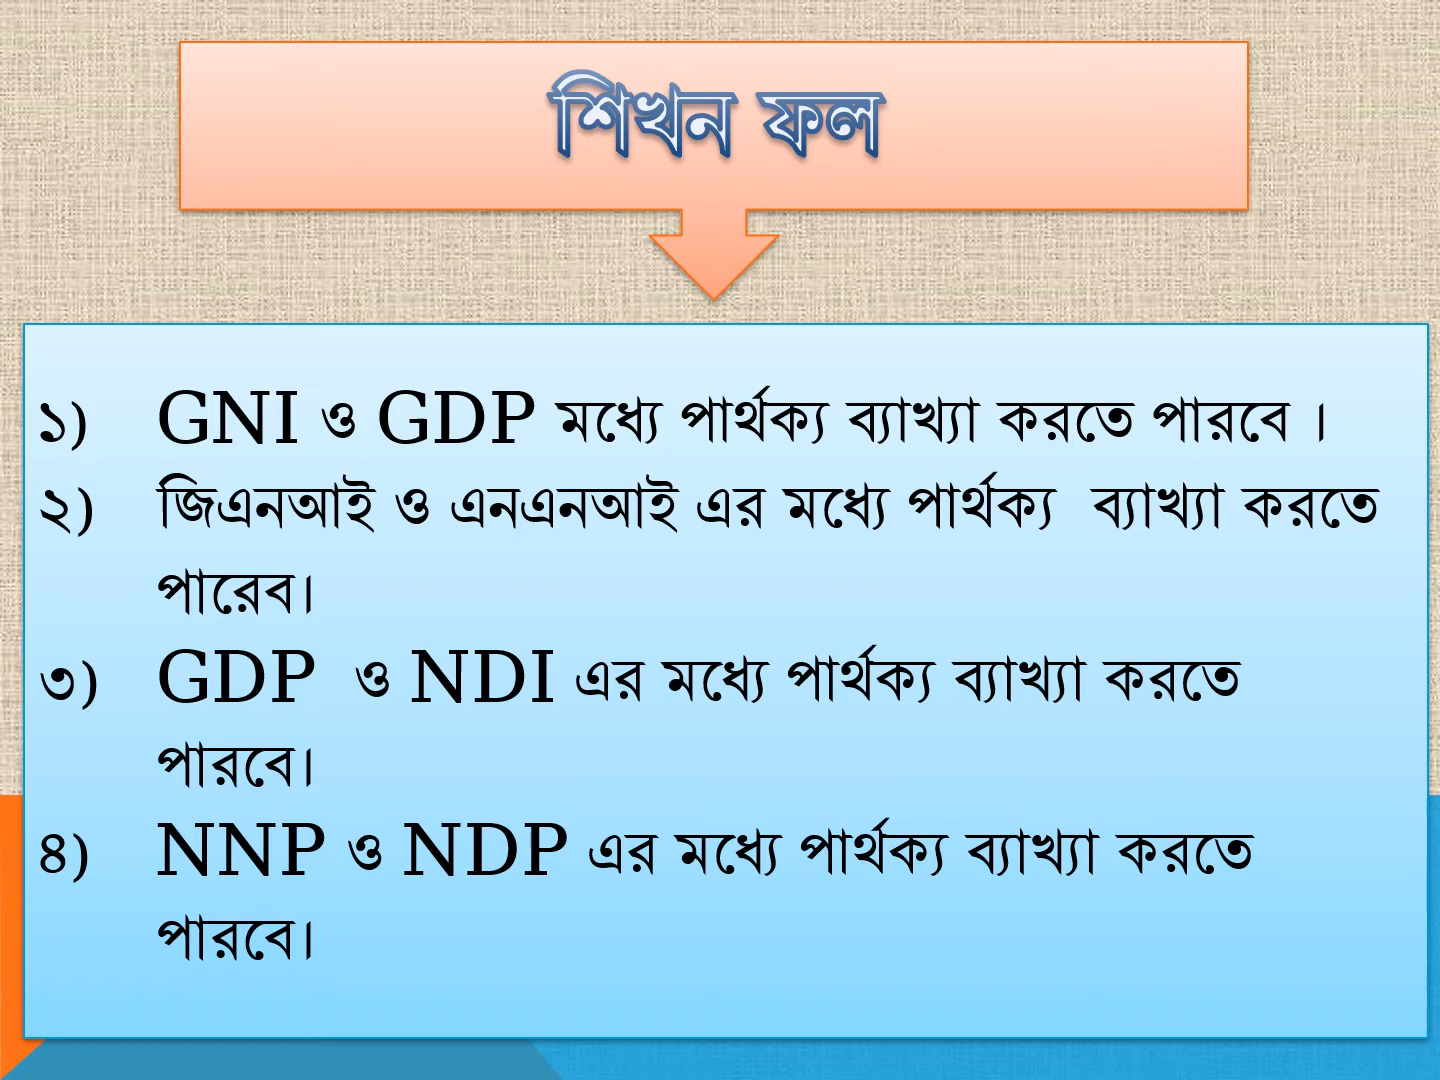 শিখন ফল
১) GNI ও GDP মধ্যে পার্থক্য ব্যাখ্যা করতে পারবে ।
২) জিএনআই ও এনএনআই এর মধ্যে পার্থক্য ব্যাখ্যা করতে
পারেব।
৩) GDP ও NDI এর মধ্যে পার্থক্য ব্যাখ্যা করতে
পারবে।
৪) NNP ও NDP এর মধ্যে পার্থক্য ব্যাখ্যা করতে
পারবে।